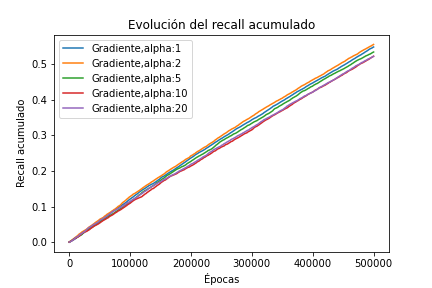 Evolución del recall acumulado
Recall acumulado
0.5
0.4
0.3
0.2
0.1
0.0
Gradiente,alpha:1
Gradiente,alpha:2
Gradiente,alpha:5
Gradiente,alpha:10
Gradiente,alpha:20
0 100000 200000 300000 400000 500000
Épocas